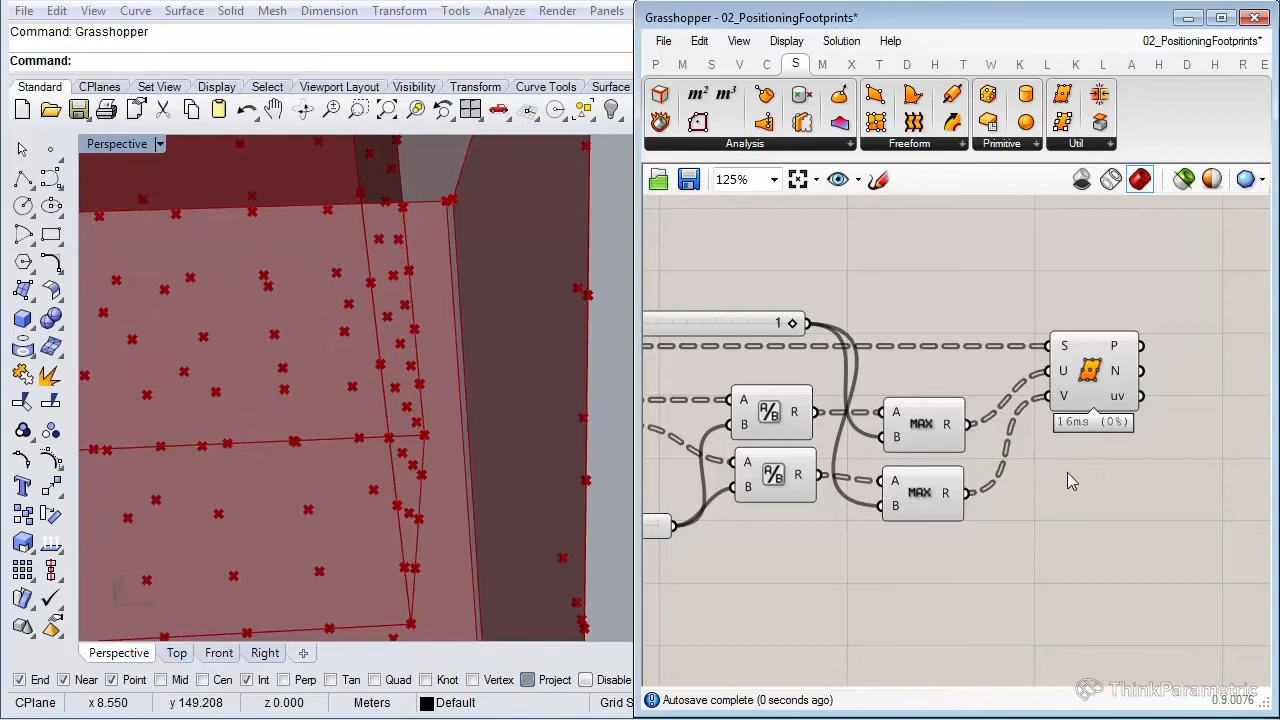 File Edit View Curve Surface Solid Mesh Dimension Transform Tools Analyze Render Panels
Command: Grasshopper
Command:
Standard CPlanes Set View Display Select Viewport Layout Visibility Transform Curve Tools Surface
Perspective
Perspective Top Front Right
End Near Point Mid Cen Int Perp Tan Quad Knot Vertex Project Disable
CPlane x 8.550 y 149.208 z 0.000 Meters Default Grid S
Grasshopper - 02_PositioningFootprints*
File Edit View Display Solution Help 02_PositioningFootprints*
P M S V C S M X T D F T W K L A D M H K E R E
m² m³
Analysis Freeform Primitive Util
125%
1
S P
U N
V uv
16ms (0%)
A
B
A/B
R
A
B
MAX
R
A
B
A/B
R
A
B
MAX
R
ThinkParametric
Autosave complete (0 seconds ago) 0.9.0076